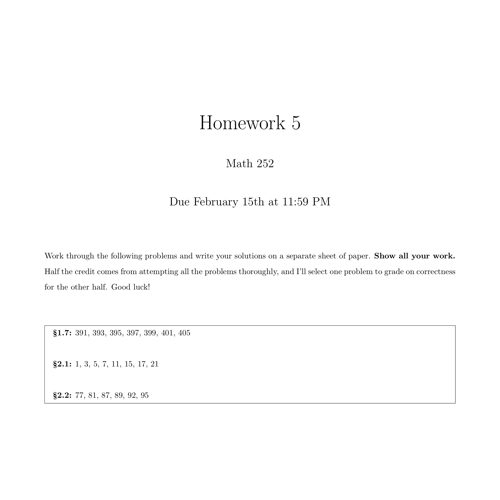 Homework 5
Math 252
Due February 15th at 11:59 PM
Work through the following problems and write your solutions on a separate sheet of paper. Show all your work.
Half the credit comes from attempting all the problems thoroughly, and I'll select one problem to grade on correctness
for the other half. Good luck!
§1.7: 391, 393, 395, 397, 399, 401, 405
§2.1: 1, 3, 5, 7, 11, 15, 17, 21
§2.2: 77, 81, 87, 89, 92, 95